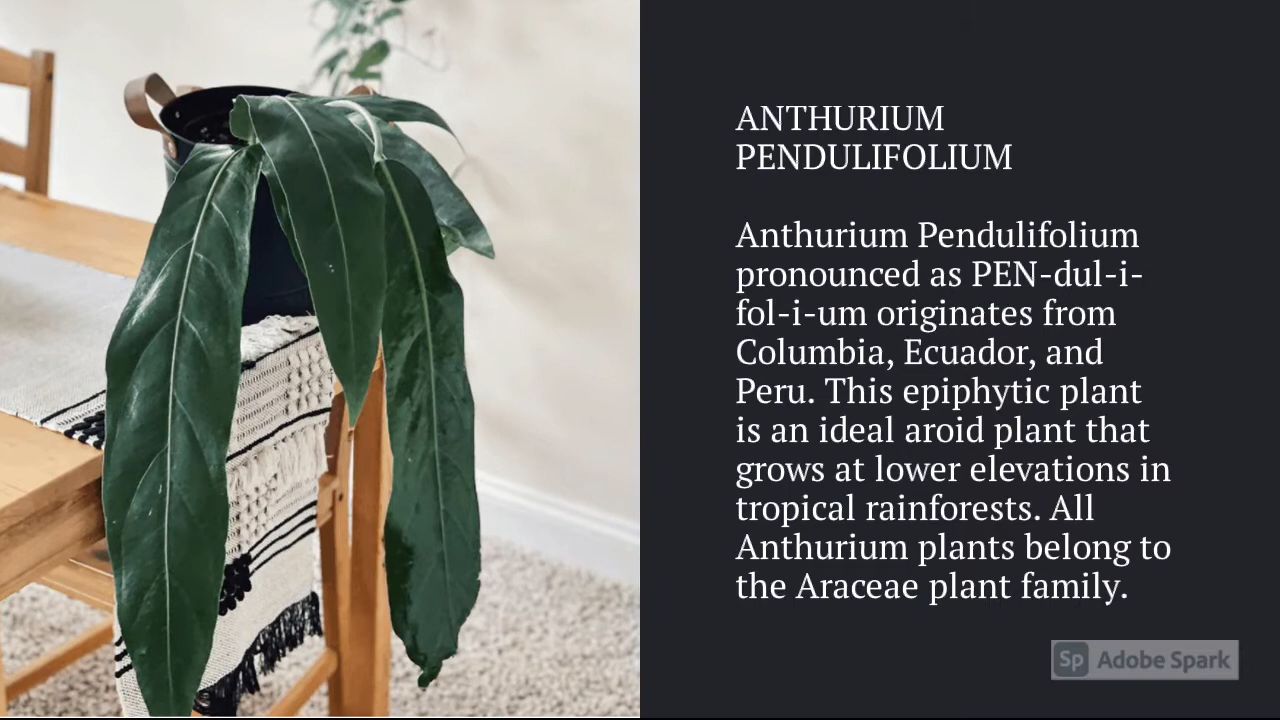 ANTHURIUM
PENDULIFOLIUM
Anthurium Pendulifolium
pronounced as PEN-dul-i-
fol-i-um originates from
Columbia, Ecuador, and
Peru. This epiphytic plant
is an ideal aroid plant that
grows at lower elevations in
tropical rainforests. All
Anthurium plants belong to
the Araceae plant family.
Sp Adobe Spark